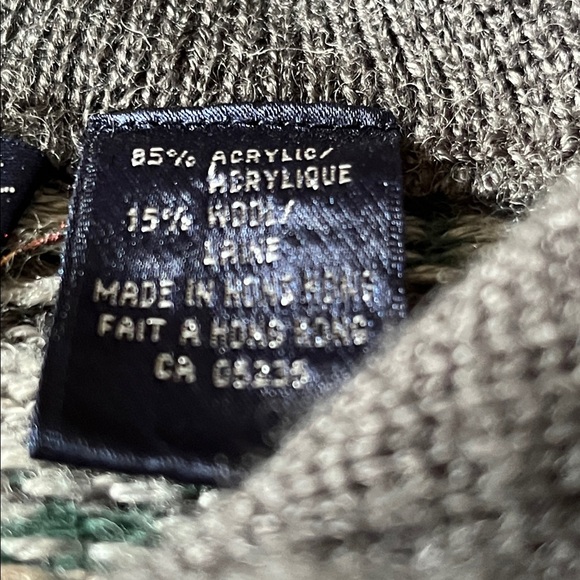 85% ACRYLIC/
ACRYLIQUE
15% WOOL/
LAINE
MADE IN HONG KONG
FAIT A HONG KONG
CA 05235